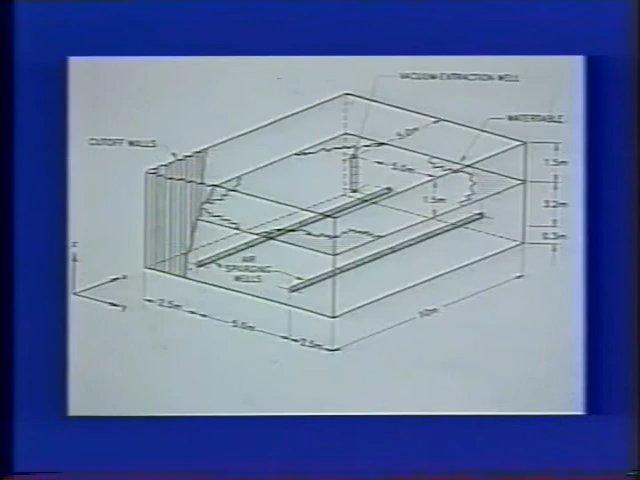 VACUUM-EXTRACTION WELL
WATERTABLE
CUTOFF WALLS
5.0m
5.0m
1.5m
1.5m
3.2m
0.3m
AIR
SPARGING
WELLS
z
x
y
2.5m
5.0m
2.5m
10m